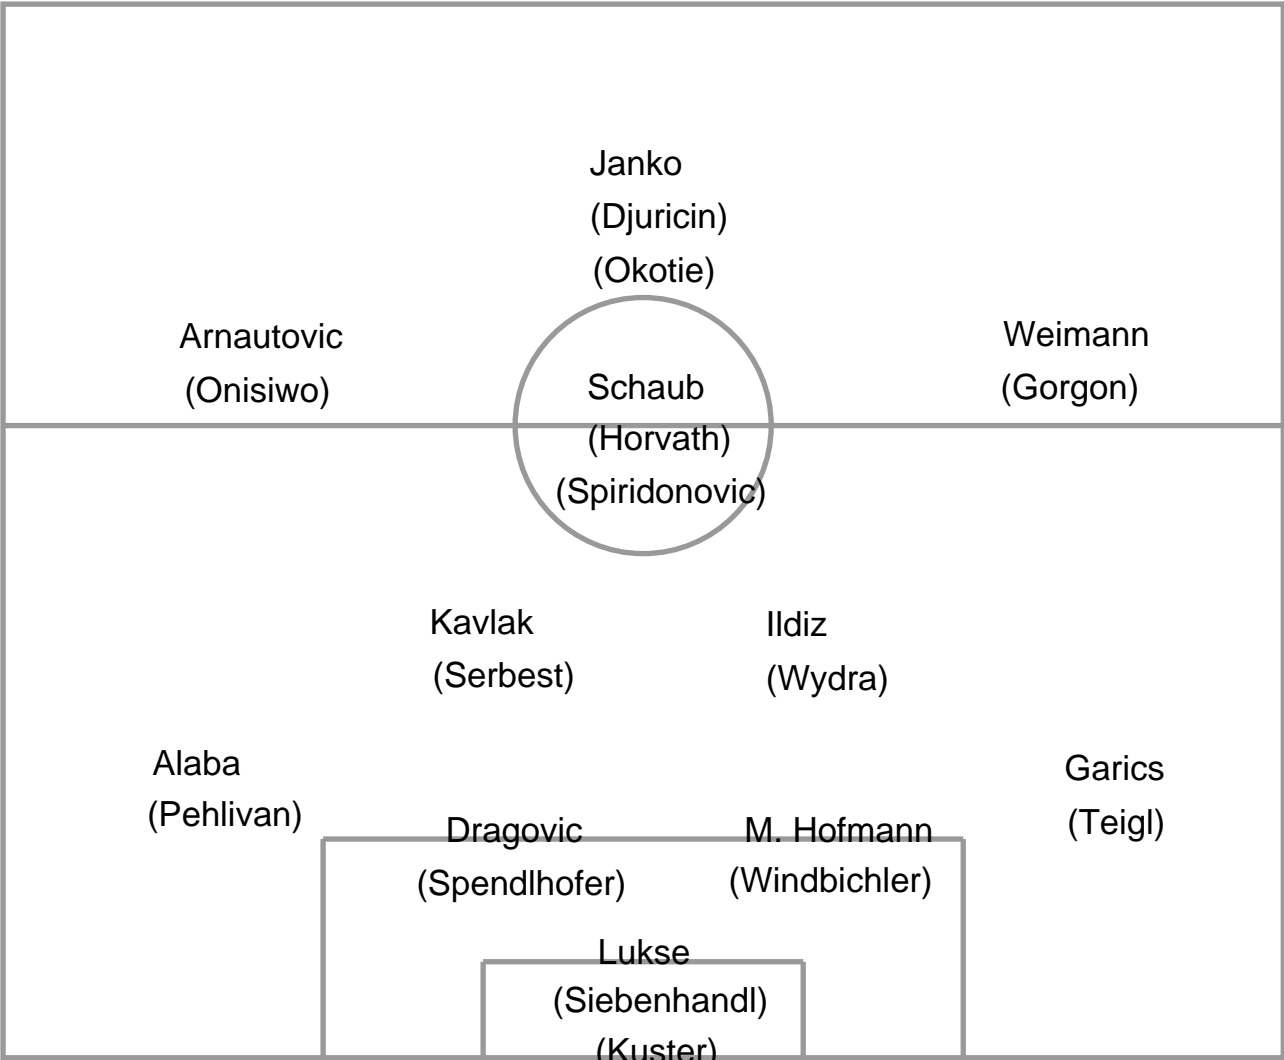 Janko
(Djuricin)
(Okotie)
Arnautovic
(Onisiwo)
Schaub
(Horvath)
(Spiridonovic)
Weimann
(Gorgon)
Kavlak
(Serbest)
Ildiz
(Wydra)
Alaba
(Pehlivan)
Dragovic
(Spendlhofer)
M. Hofmann
(Windbichler)
Garics
(Teigl)
Lukse
(Siebenhandl)
(Kuster)